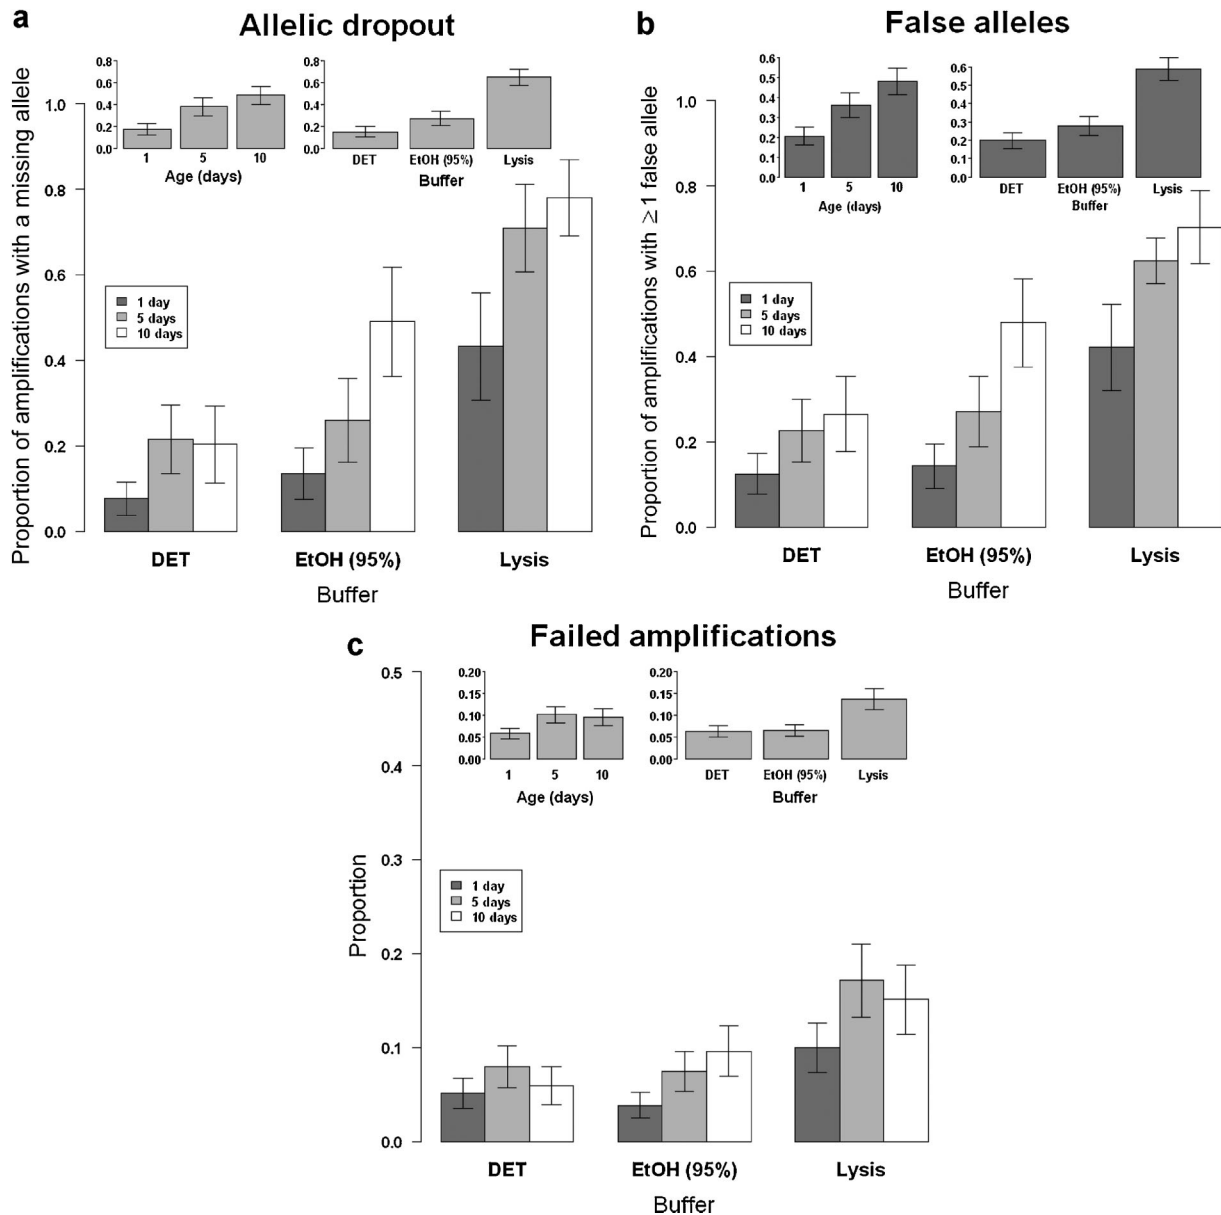 a
Allelic dropout
Proportion of amplifications with a missing allele
1.0
0.8
0.6
0.4
0.2
0.0
0.8
0.6
0.4
0.2
0.0
1 5 10
Age (days)
0.8
0.6
0.4
0.2
0.0
DET EtOH (95%) Lysis
Buffer
1 day
5 days
10 days
DET EtOH (95%) Lysis
Buffer
b
False alleles
Proportion of amplifications with ≥1 false allele
1.0
0.8
0.6
0.4
0.2
0.0
0.6
0.5
0.4
0.3
0.2
0.1
0.0
1 5 10
Age (days)
0.6
0.5
0.4
0.3
0.2
0.1
0.0
DET EtOH (95%) Lysis
Buffer
1 day
5 days
10 days
DET EtOH (95%) Lysis
Buffer
c
Failed amplifications
Proportion
0.5
0.4
0.3
0.2
0.1
0.0
0.20
0.15
0.10
0.05
0.00
1 5 10
Age (days)
0.20
0.15
0.10
0.05
0.00
DET EtOH (95%) Lysis
Buffer
1 day
5 days
10 days
DET EtOH (95%) Lysis
Buffer